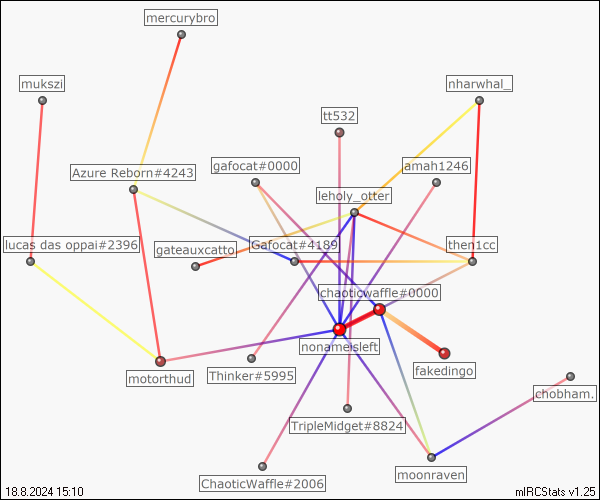 mercurybro
mukszi
nharwhal_
tt532
gafocat#0000
amah1246
Azure Reborn#4243
leholy_otter
lucas das oppai#2396
gateauxcatto
Gafocat#4189
then1cc
chaoticwaffle#0000
nonameisleft
motorthud
Thinker#5995
fakedingo
chobham.
TripleMidget#8824
ChaoticWaffle#2006
moonraven
18.8.2024 15:10
mIRCStats v1.25